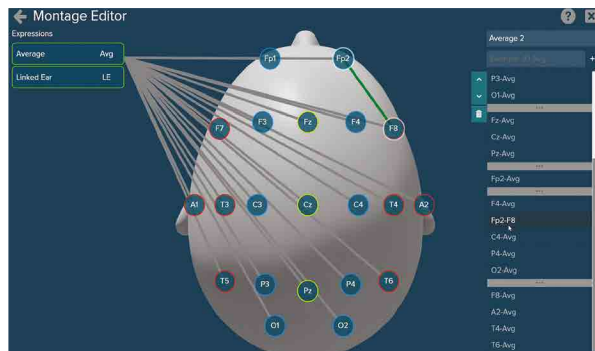 Montage Editor
?
Expressions
Average Avg
Linked Ear LE
Fp1 Fp2
F7 F3 Fz F4 F8
A1 T3 C3 Cz C4 T4 A2
T5 P3 Pz P4 T6
O1 O2
Average 2
+
P3-Avg
O1-Avg
Fz-Avg
Cz-Avg
Pz-Avg
Fp2-Avg
F4-Avg
Fp2-F8
C4-Avg
P4-Avg
O2-Avg
F8-Avg
A2-Avg
T4-Avg
T6-Avg